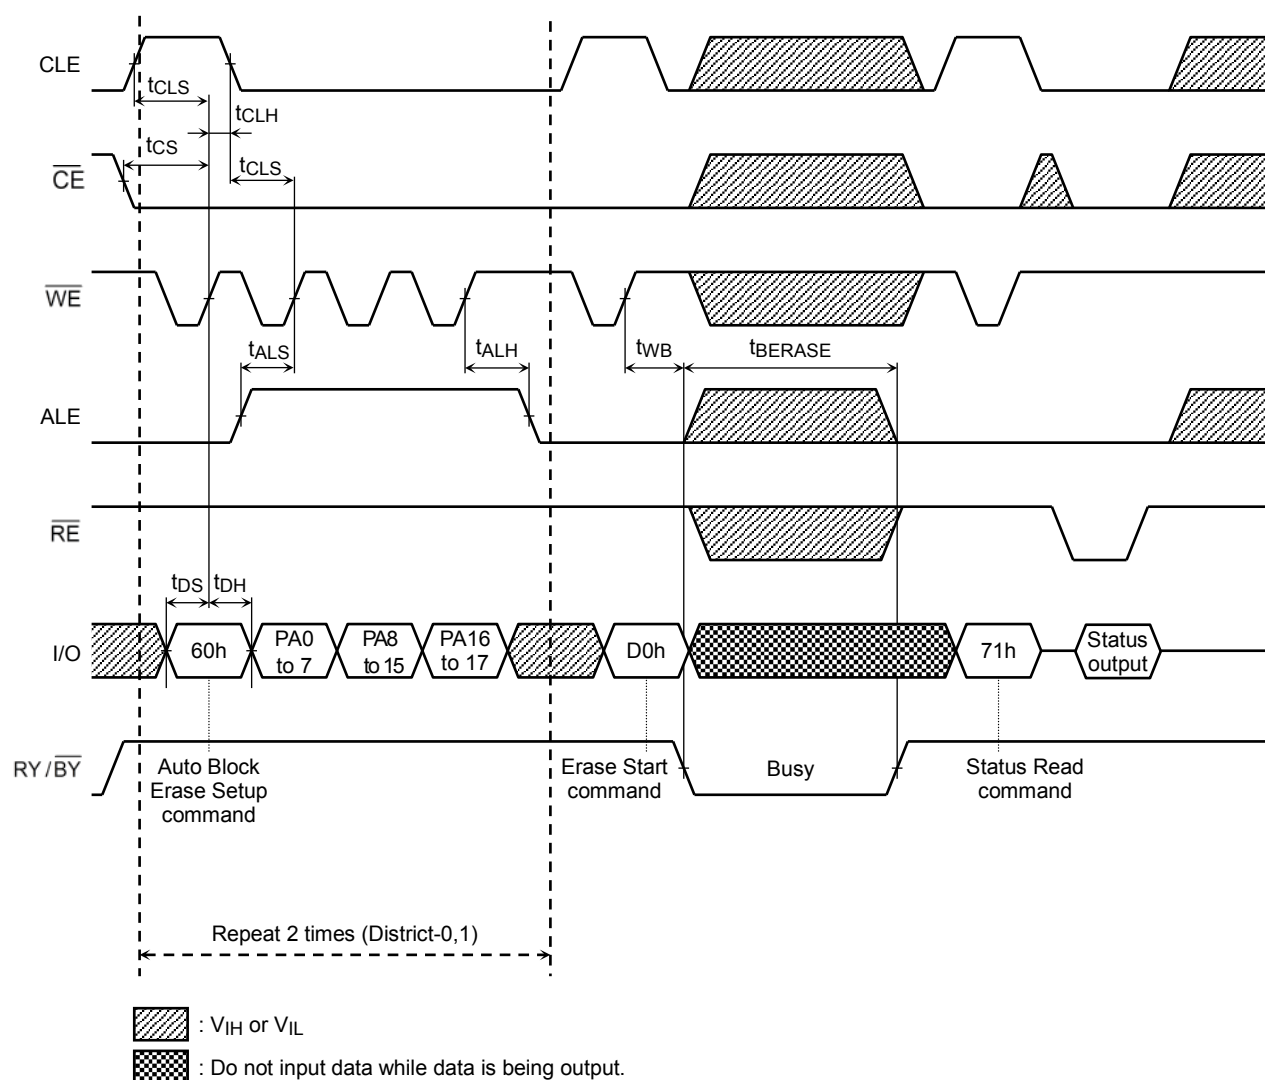 CLE
tCLS
tCLH
tCS
tCLS
CE
WE
tALS
tALH
tWB
tBERASE
ALE
RE
tDS
tDH
I/O
60h
PA0
to 7
PA8
to 15
PA16
to 17
D0h
71h
Status
output
RY/BY
Auto Block
Erase Setup
command
Erase Start
command
Busy
Status Read
command
Repeat 2 times (District-0,1)
: VIH or VIL
: Do not input data while data is being output.